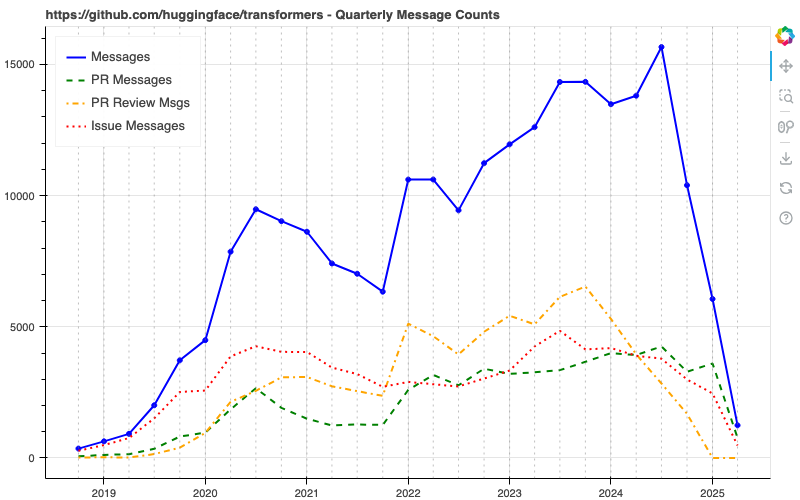 https://github.com/huggingface/transformers - Quarterly Message Counts
Messages
PR Messages
PR Review Msgs
Issue Messages
15000
10000
5000
0
2019 2020 2021 2022 2023 2024 2025